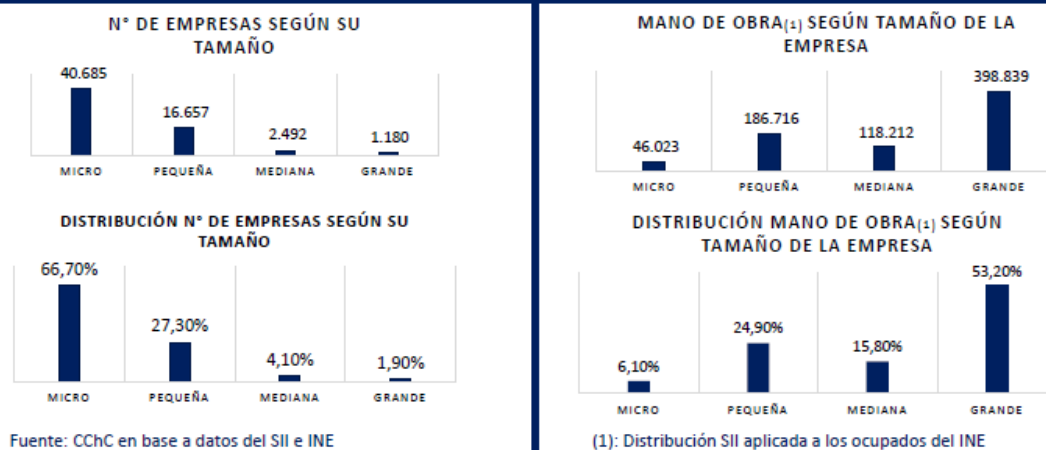 N° DE EMPRESAS SEGÚN SU
TAMAÑO
40.685
16.657
2.492
1.180
MICRO PEQUEÑA MEDIANA GRANDE
DISTRIBUCIÓN N° DE EMPRESAS SEGÚN SU
TAMAÑO
66,70%
27,30%
4,10%
1,90%
MICRO PEQUEÑA MEDIANA GRANDE
Fuente: CChC en base a datos del SII e INE
MANO DE OBRA(1) SEGÚN TAMAÑO DE LA
EMPRESA
46.023
186.716
118.212
398.839
MICRO PEQUEÑA MEDIANA GRANDE
DISTRIBUCIÓN MANO DE OBRA(1) SEGÚN
TAMAÑO DE LA EMPRESA
6,10%
24,90%
15,80%
53,20%
MICRO PEQUEÑA MEDIANA GRANDE
(1): Distribución SII aplicada a los ocupados del INE